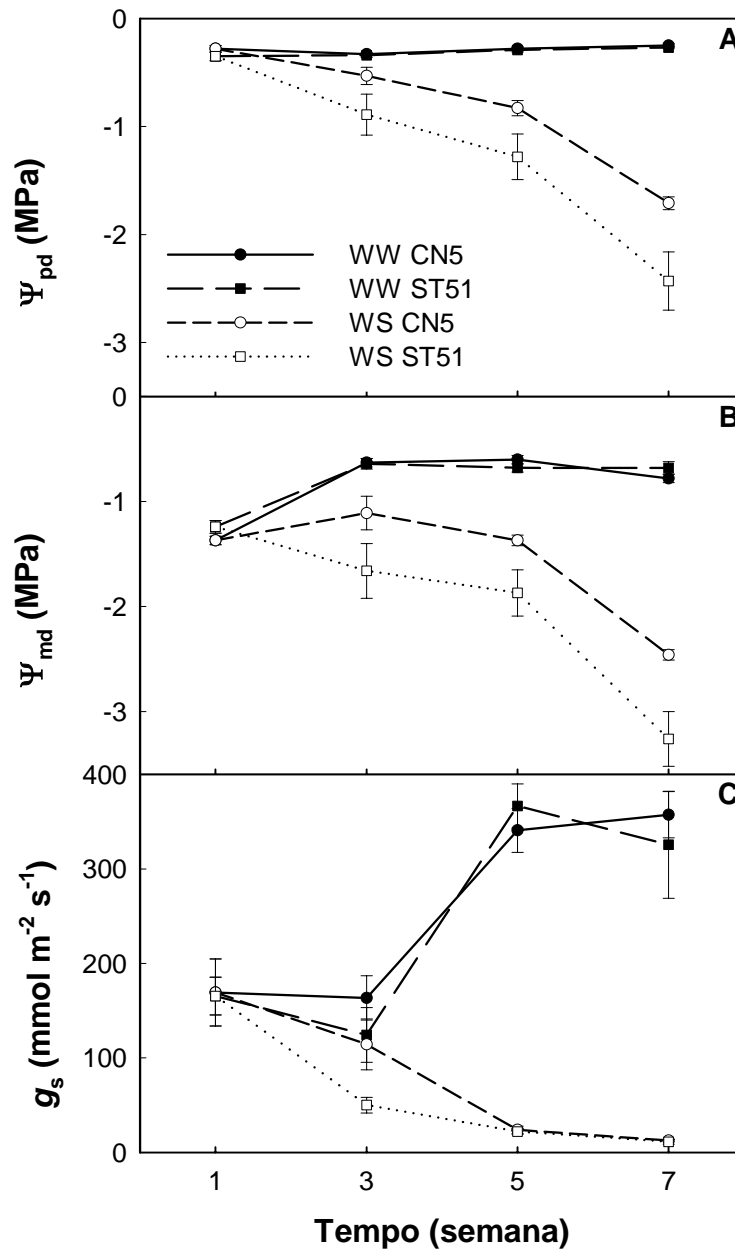 0
A
-1
-2
-3
Ψpd (MPa)
WW CN5
WW ST51
WS CN5
WS ST51
0
B
-1
-2
-3
Ψmd (MPa)
400
C
300
200
100
0
gs (mmol m-2 s-1)
1 3 5 7
Tempo (semana)